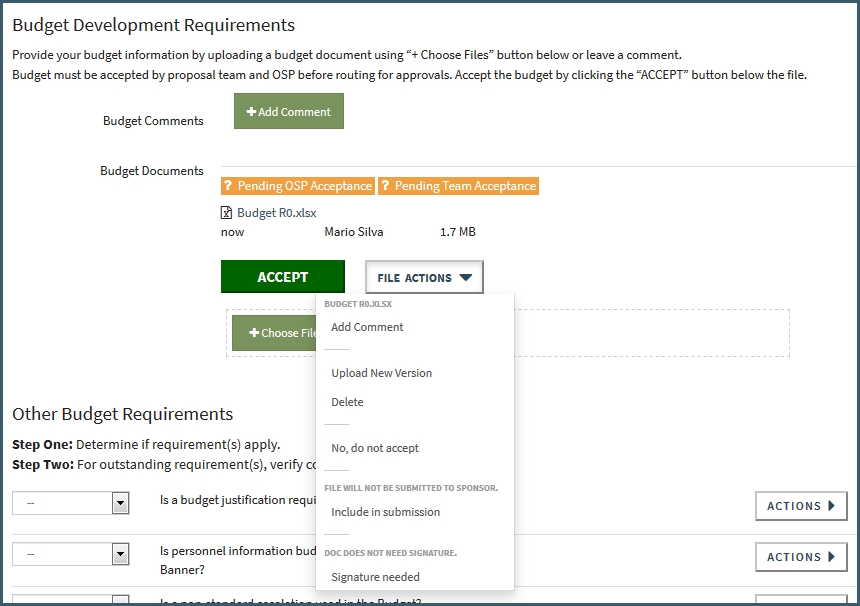 Budget Development Requirements
Provide your budget information by uploading a budget document using “+ Choose Files” button below or leave a comment.
Budget must be accepted by proposal team and OSP before routing for approvals. Accept the budget by clicking the “ACCEPT” button below the file.
Budget Comments
+ Add Comment
Budget Documents
? Pending OSP Acceptance ? Pending Team Acceptance
Budget R0.xlsx
now Mario Silva 1.7 MB
ACCEPT FILE ACTIONS
BUDGET R0.XLSX
Add Comment
+ Choose File
Upload New Version
Delete
No, do not accept
FILE WILL NOT BE SUBMITTED TO SPONSOR.
Include in submission
DOC DOES NOT NEED SIGNATURE.
Signature needed
Other Budget Requirements
Step One: Determine if requirement(s) apply.
Step Two: For outstanding requirement(s), verify co
-- Is a budget justification requi ACTIONS
-- Is personnel information bud ACTIONS
Banner?
in the Budget?